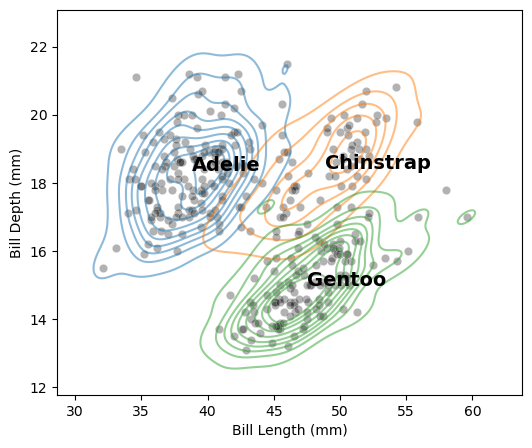 22
20
18
16
14
12
Bill Depth (mm)
Adelie
Chinstrap
Gentoo
30 35 40 45 50 55 60
Bill Length (mm)